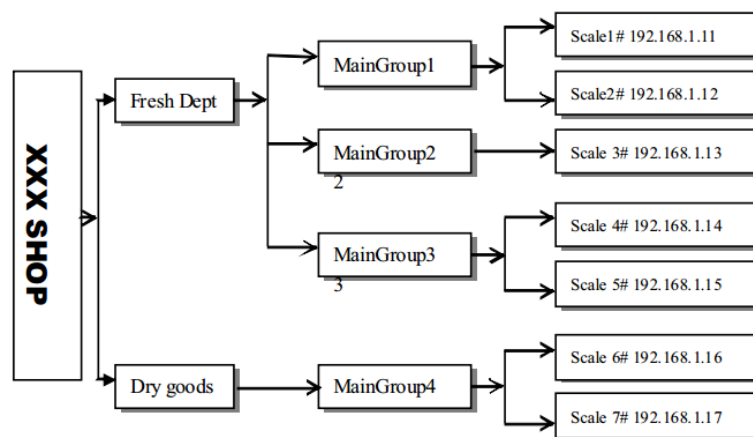 XXX SHOP
Fresh Dept
MainGroup1
Scale1# 192.168.1.11
Scale2# 192.168.1.12
MainGroup2
2
Scale 3# 192.168.1.13
MainGroup3
3
Scale 4# 192.168.1.14
Scale 5# 192.168.1.15
Dry goods
MainGroup4
Scale 6# 192.168.1.16
Scale 7# 192.168.1.17